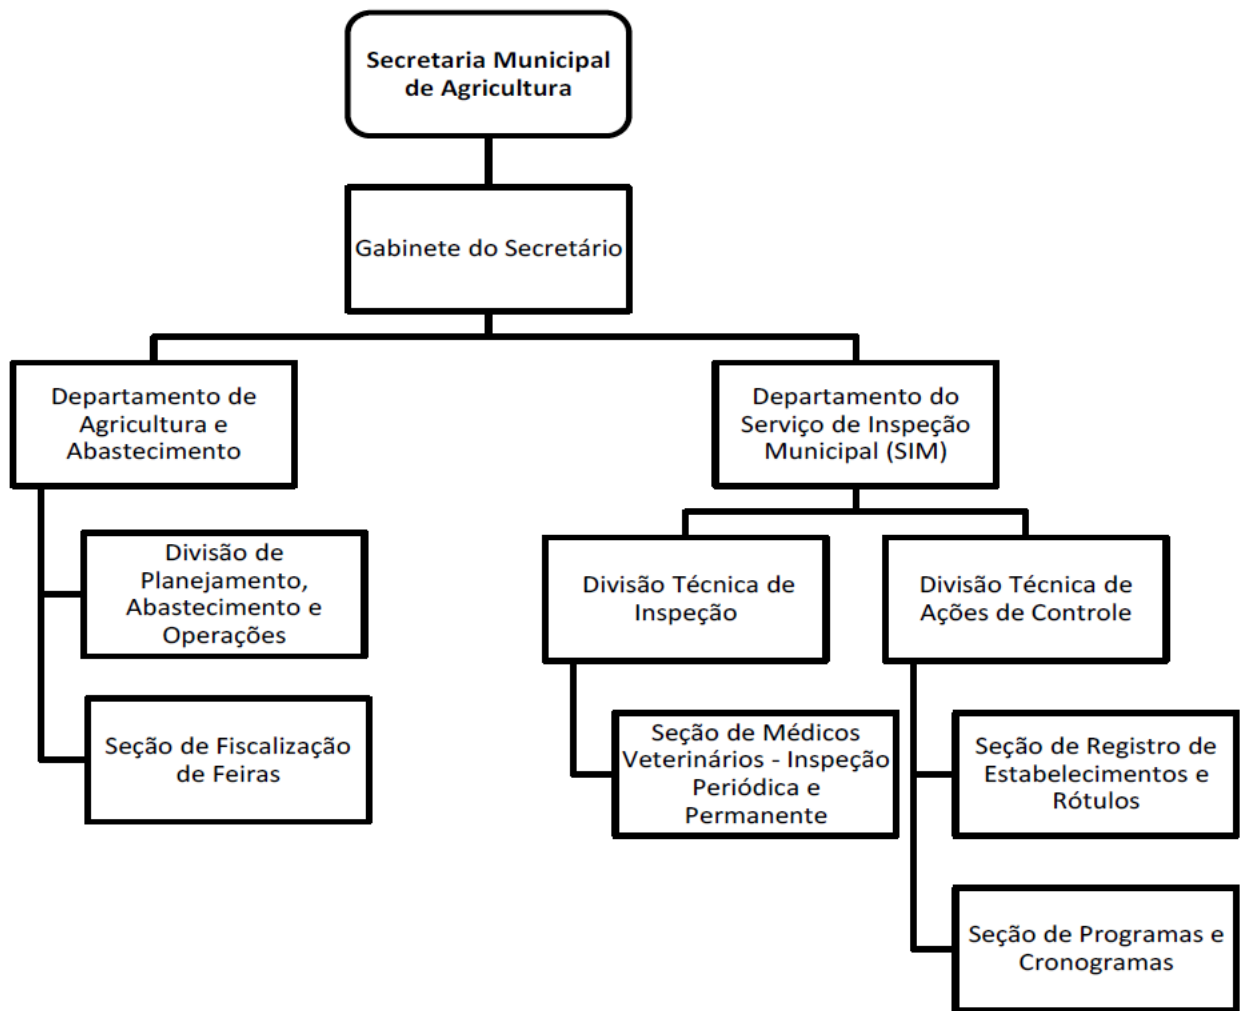 Secretaria Municipal
de Agricultura
Gabinete do Secretário
Departamento de
Agricultura e
Abastecimento
Departamento do
Serviço de Inspeção
Municipal (SIM)
Divisão de
Planejamento,
Abastecimento e
Operações
Divisão Técnica de
Inspeção
Divisão Técnica de
Ações de Controle
Seção de Fiscalização
de Feiras
Seção de Médicos
Veterinários - Inspeção
Periódica e
Permanente
Seção de Registro de
Estabelecimentos e
Rótulos
Seção de Programas e
Cronogramas